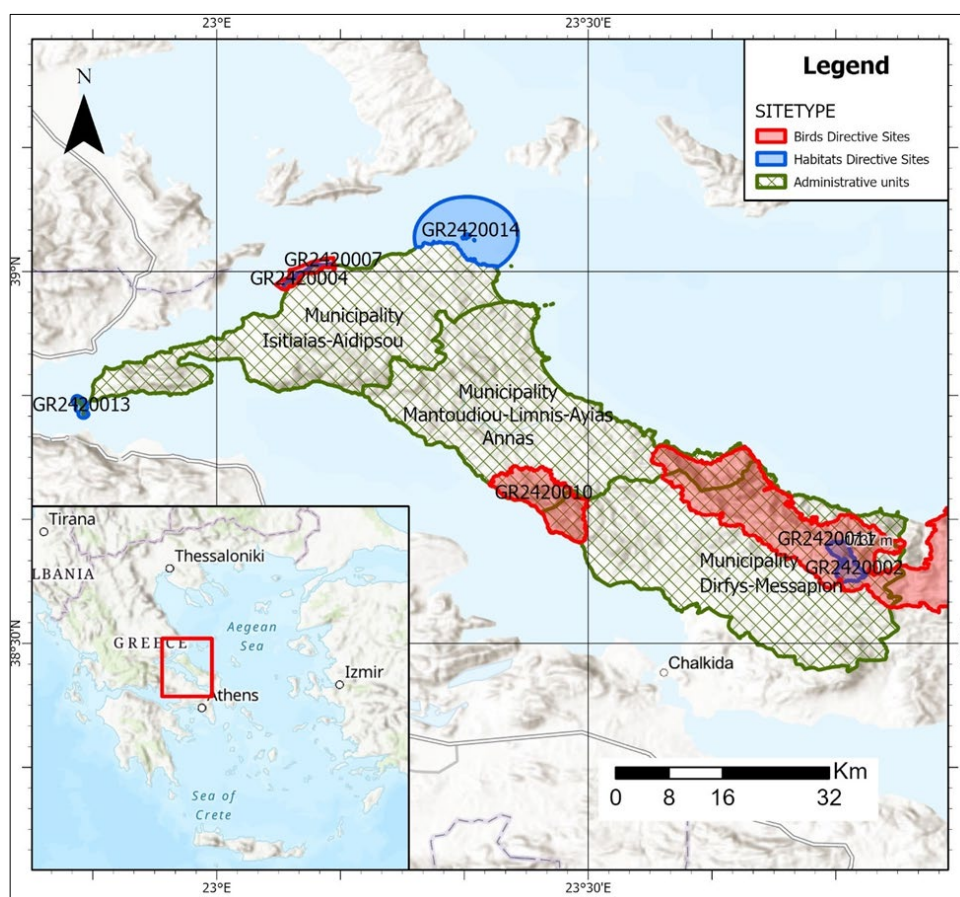 23°E
23°30'E
N
Legend
SITETYPE
Birds Directive Sites
Habitats Directive Sites
Administrative units
GR2420014
39°N
GR2420007
GR2420004
Municipality
Isitiaias-Aidipsou
GR2420013
Municipality
Mantoudiou-Limnis-Ayias
Annas
GR2420010
GR2420002
Municipality
Dirfys-Messapion
38°30'N
Chalkida
Tirana
Thessaloniki
LBANIA
GREECE
Aegean
Sea
Izmir
Athens
Sea of
Crete
Km
0 8 16 32
23°E
23°30'E